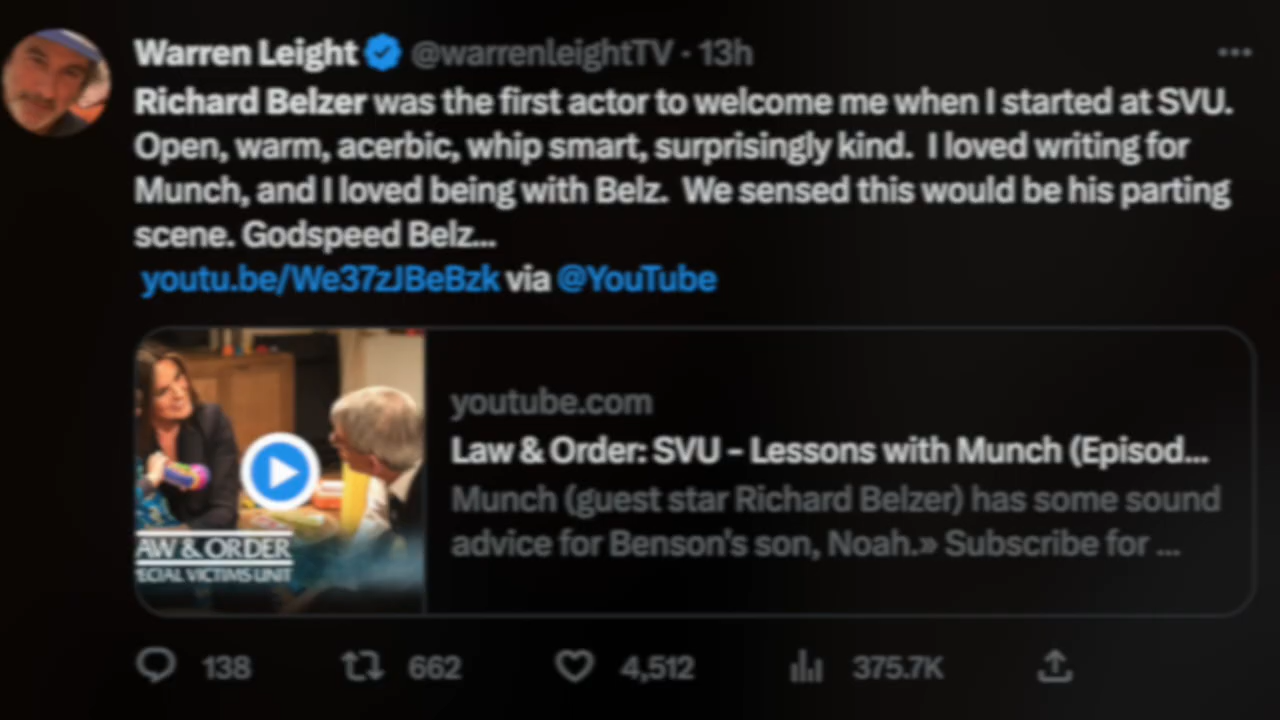 Warren Leight @warrenleightTV · 13h
Richard Belzer was the first actor to welcome me when I started at SVU.
Open, warm, acerbic, whip smart, surprisingly kind. I loved writing for
Munch, and I loved being with Belz. We sensed this would be his parting
scene. Godspeed Belz...
youtu.be/We37zJBeBzk via @YouTube
youtube.com
Law & Order: SVU - Lessons with Munch (Episod...
Munch (guest star Richard Belzer) has some sound
advice for Benson's son, Noah.» Subscribe for ...
AW & ORDER
ECIAL VICTIMS UNIT
138 662 4,512 375.7K